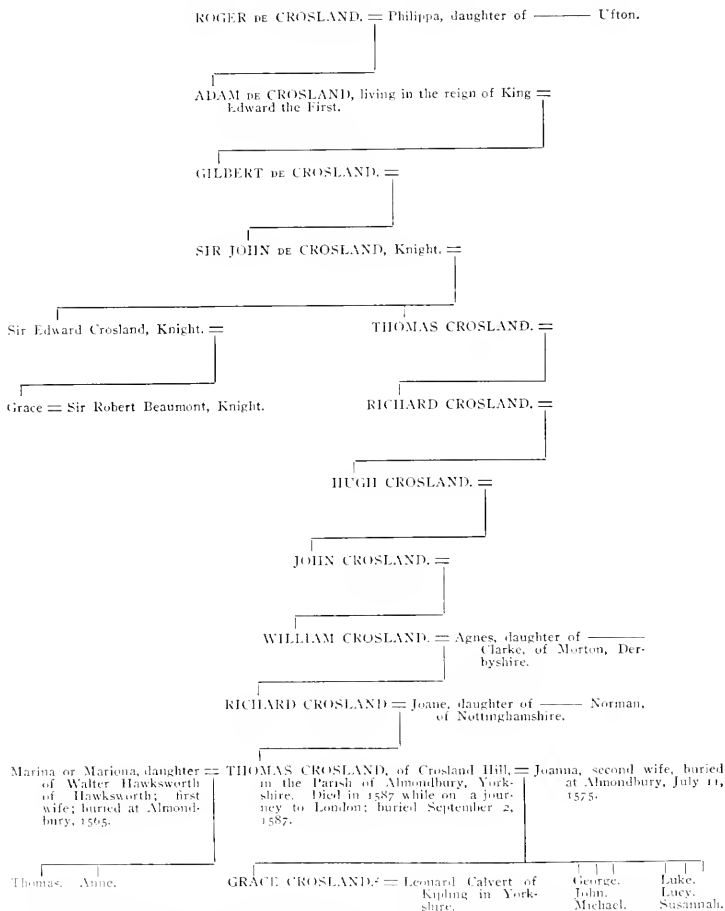 ROGER DE CROSLAND. = Philippa, daughter of —— Ufton.
ADAM DE CROSLAND, living in the reign of King =
Edward the First.
GILBERT DE CROSLAND. =
SIR JOHN DE CROSLAND, Knight. =
Sir Edward Crosland, Knight. =
THOMAS CROSLAND. =
Grace = Sir Robert Beaumont, Knight.
RICHARD CROSLAND. =
HUGH CROSLAND. =
JOHN CROSLAND. =
WILLIAM CROSLAND. = Agnes, daughter of ——
Clarke, of Morton, Der-
byshire.
RICHARD CROSLAND = Joane, daughter of —— Norman,
of Nottinghamshire.
Marina or Mariona, daughter =
of Walter Hawksworth
of Hawksworth; first
wife; buried at Almond-
bury, 1565.
THOMAS CROSLAND, of Crosland Hill, =
in the Parish of Almondbury, York-
shire. Died in 1587 while on a jour-
ney to London; buried September 2,
1587.
Joanna, second wife, buried
at Almondbury, July 11,
1575.
Thomas. Anne.
GRACE CROSLAND. = Leonard Calvert of
Kipling in York-
shire.
George.
John.
Michael.
Luke.
Lucy.
Susannah.